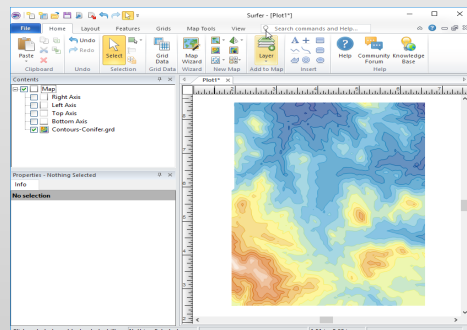 Surfer - [Plot1*]
File Home Layout Features Grids Map Tools View Search commands and Help...
Paste Undo Redo Select Grid Data Map Wizard Layer Help Community Forum Knowledge Base
Clipboard Undo Selection Grid Data Wizard New Map Add to Map Insert Help
Contents
Map
Right Axis
Left Axis
Top Axis
Bottom Axis
Contours-Conifer.grd
Plot1*
Properties - Nothing Selected
Info
No selection